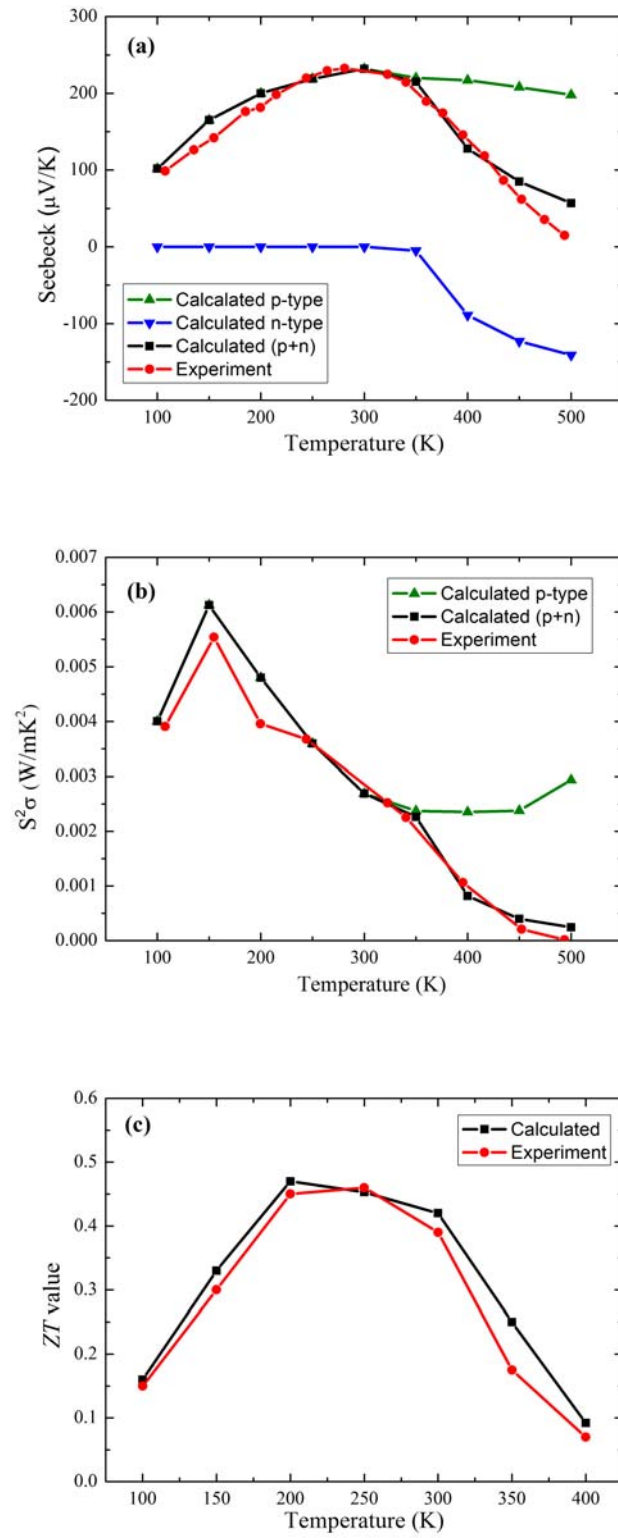 (a)
300
200
100
0
-100
-200
Seebeck (μV/K)
Calcalated p-type
Calculated n-type
Calculated (p+n)
Experiment
100 200 300 400 500
Temperature (K)
(b)
0.007
0.006
0.005
0.004
0.003
0.002
0.001
0.000
S²σ (W/mK²)
Calculated p-type
Calcalated (p+n)
Experiment
100 200 300 400 500
Temperature (K)
(c)
0.6
0.5
0.4
0.3
0.2
0.1
0.0
ZT value
Calculated
Experiment
100 150 200 250 300 350 400
Temperature (K)